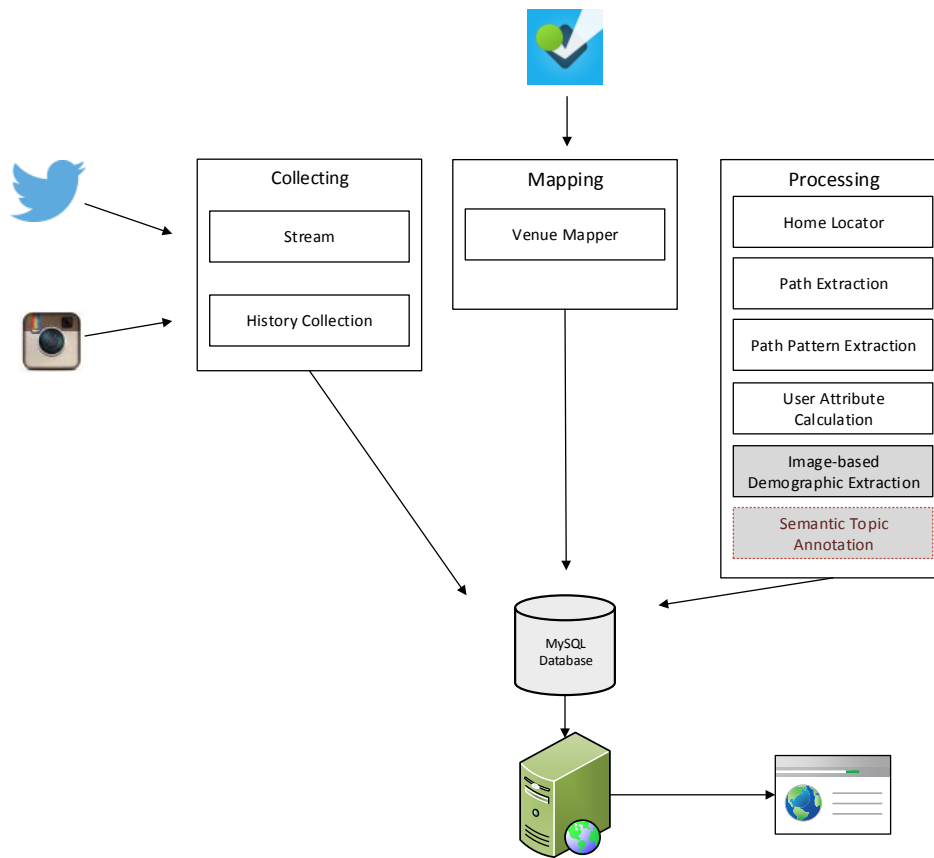 Collecting
Stream
History Collection
Mapping
Venue Mapper
Processing
Home Locator
Path Extraction
Path Pattern Extraction
User Attribute
Calculation
Image-based
Demographic Extraction
Semantic Topic
Annotation
MySQL
Database